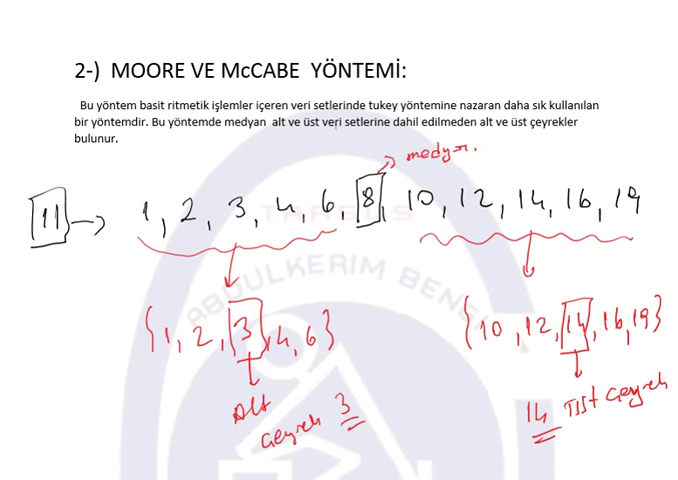 2-) MOORE VE McCABE YÖNTEMİ:
Bu yöntem basit ritmetik işlemler içeren veri setlerinde tukey yöntemine nazaran daha sık kullanılan
bir yöntemdir. Bu yöntemde medyan alt ve üst veri setlerine dahil edilmeden alt ve üst çeyrekler
bulunur.
medyan.
11 → 1, 2, 3, 4, 6, 8, 10, 12, 14, 16, 19
ABDULKERIM BENG
{1, 2, 3, 4, 6} {10, 12, 14, 16, 19}
Alt
Çeyrek 3
14 Üst Çeyrek